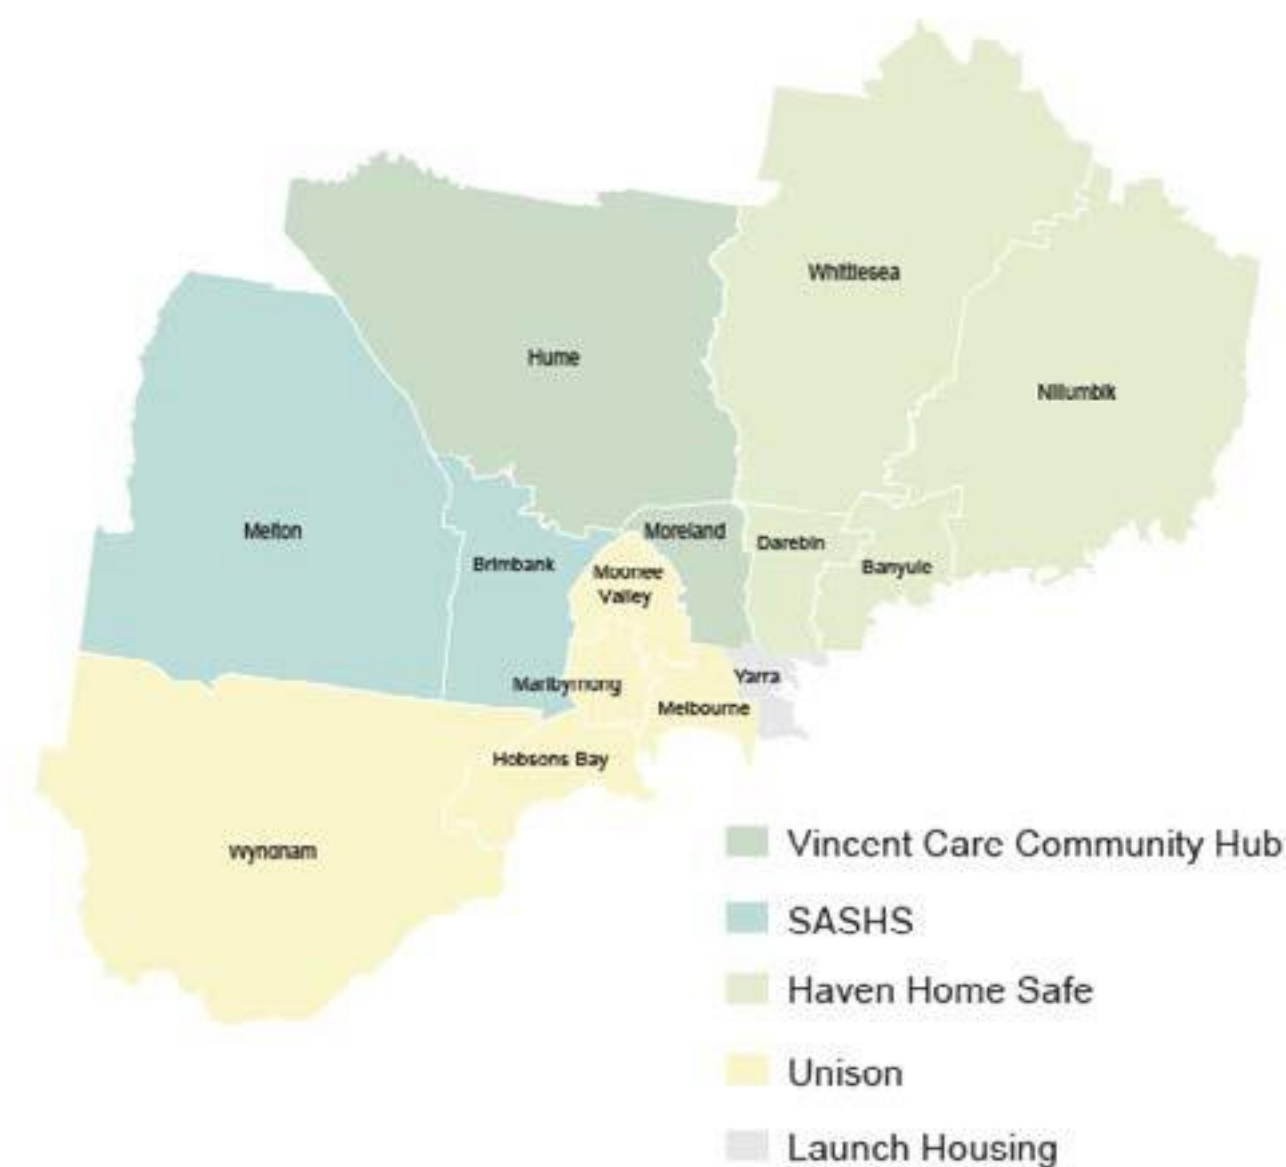 Whittlesea
Hume
Nillumbik
Melton
Moreland
Darebin
Brimbank
Banyule
Moonee
Valley
Yarra
Maribyrnong
Melbourne
Hobsons Bay
Wyndham
Vincent Care Community Hub
SASHS
Haven Home Safe
Unison
Launch Housing